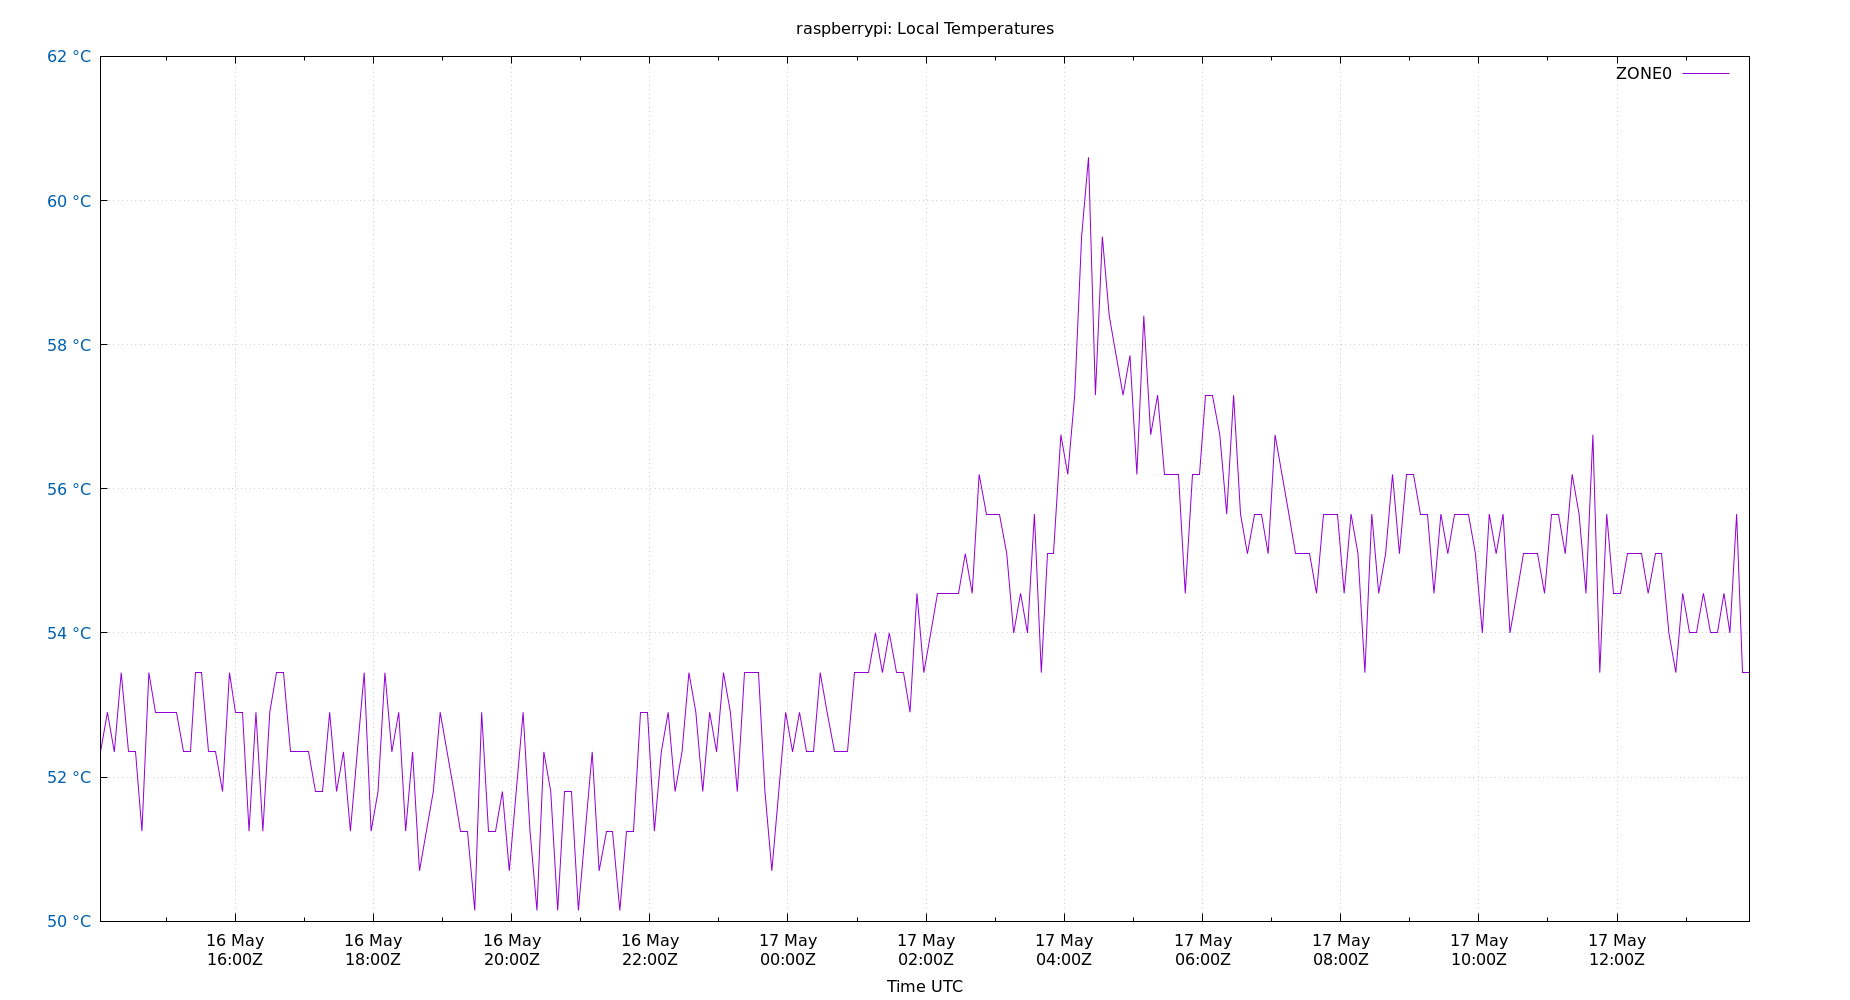 raspberrypi: Local Temperatures
62 °C
ZONE0
60 °C
58 °C
56 °C
54 °C
52 °C
50 °C
16 May 16 May 16 May 16 May 17 May 17 May 17 May 17 May 17 May 17 May 17 May
16:00Z 18:00Z 20:00Z 22:00Z 00:00Z 02:00Z 04:00Z 06:00Z 08:00Z 10:00Z 12:00Z
Time UTC